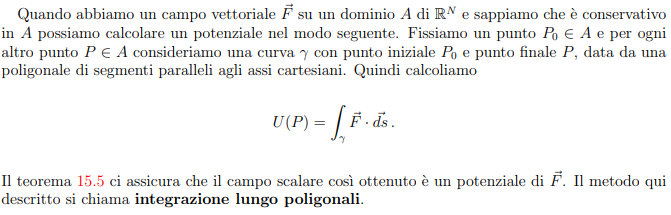 Quando abbiamo un campo vettoriale $\vec{F}$ su un dominio $A$ di $\mathbb{R}^N$ e sappiamo che è conservativo
in $A$ possiamo calcolare un potenziale nel modo seguente. Fissiamo un punto $P_0 \in A$ e per ogni
altro punto $P \in A$ consideriamo una curva $\gamma$ con punto iniziale $P_0$ e punto finale $P$, data da una
poligonale di segmenti paralleli agli assi cartesiani. Quindi calcoliamo
$U(P) = \int_{\gamma} \vec{F} \cdot \vec{ds}\,.$
Il teorema 15.5 ci assicura che il campo scalare così ottenuto è un potenziale di $\vec{F}$. Il metodo qui
descritto si chiama integrazione lungo poligonali.